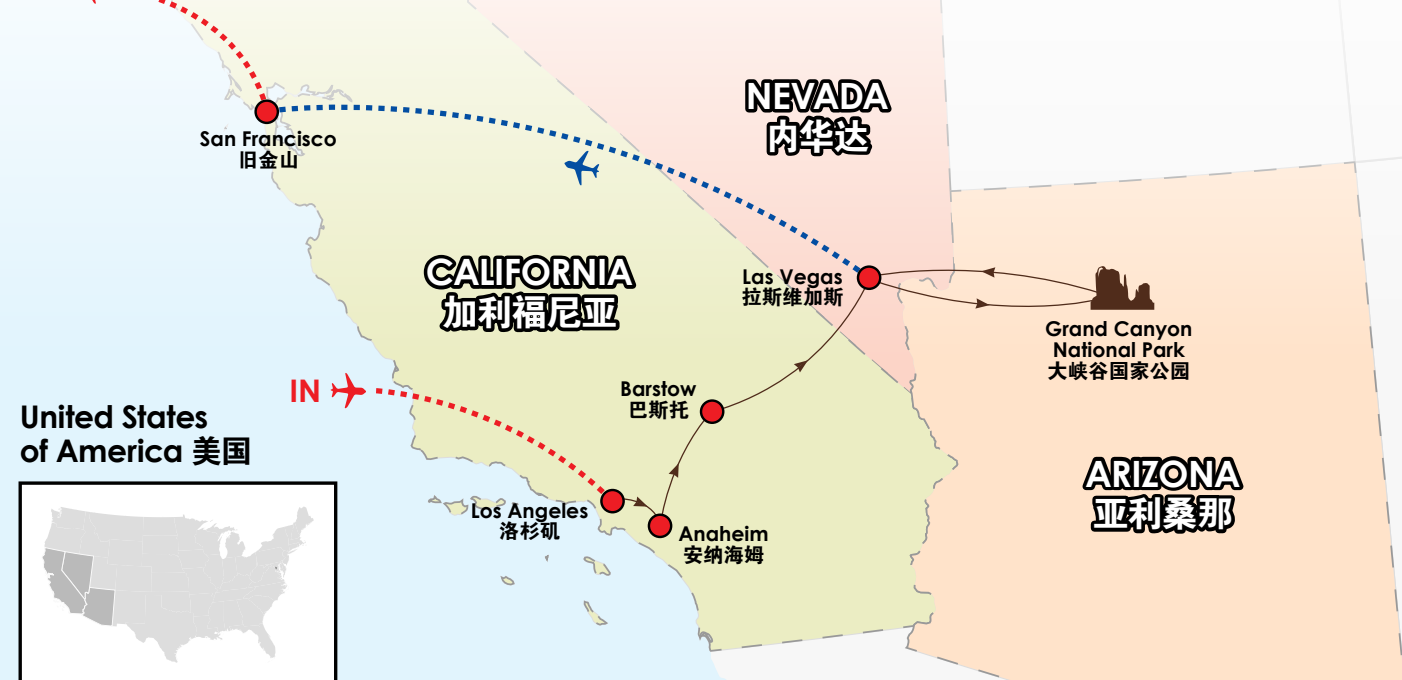 NEVADA
内华达
San Francisco
旧金山
CALIFORNIA
加利福尼亚
Las Vegas
拉斯维加斯
Grand Canyon
National Park
大峡谷国家公园
IN
Barstow
巴斯托
United States
of America 美国
ARIZONA
亚利桑那
Los Angeles
洛杉矶
Anaheim
安纳海姆